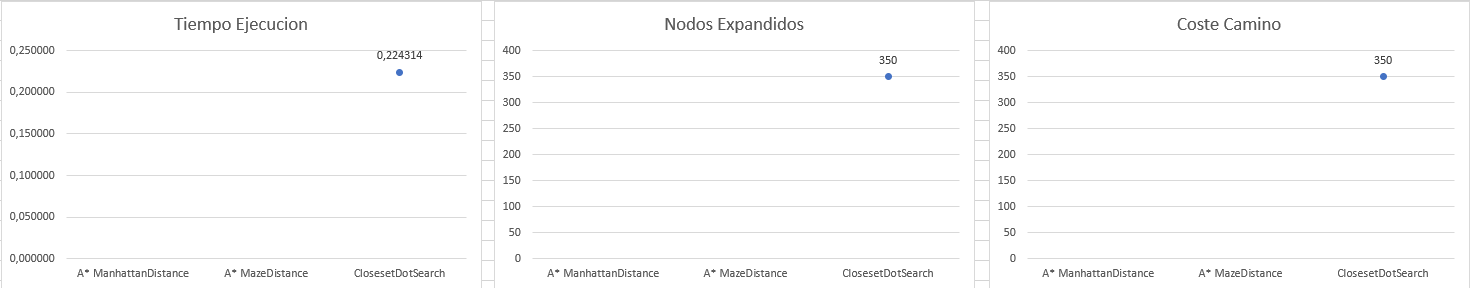 Tiempo Ejecucion
0,250000
0,224314
0,200000
0,150000
0,100000
0,050000
0,000000
A* ManhattanDistance
A* MazeDistance
ClosesetDotSearch
Nodos Expandidos
400
350
350
300
250
200
150
100
50
0
A* ManhattanDistance
A* MazeDistance
ClosesetDotSearch
Coste Camino
400
350
350
300
250
200
150
100
50
0
A* ManhattanDistance
A* MazeDistance
ClosesetDotSearch